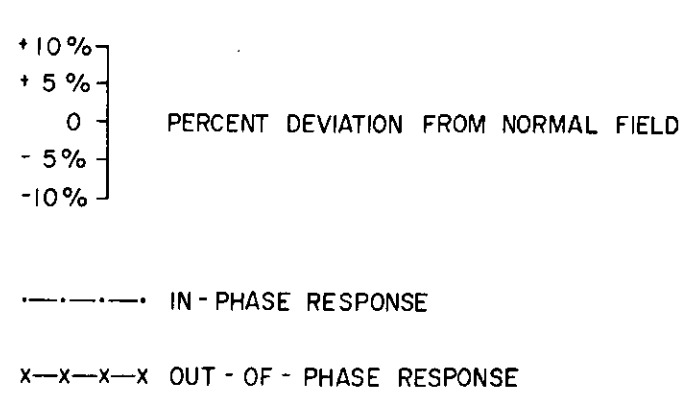 +10%
+ 5%
0 PERCENT DEVIATION FROM NORMAL FIELD
- 5%
-10%
IN-PHASE RESPONSE
X—X—X—X OUT-OF-PHASE RESPONSE